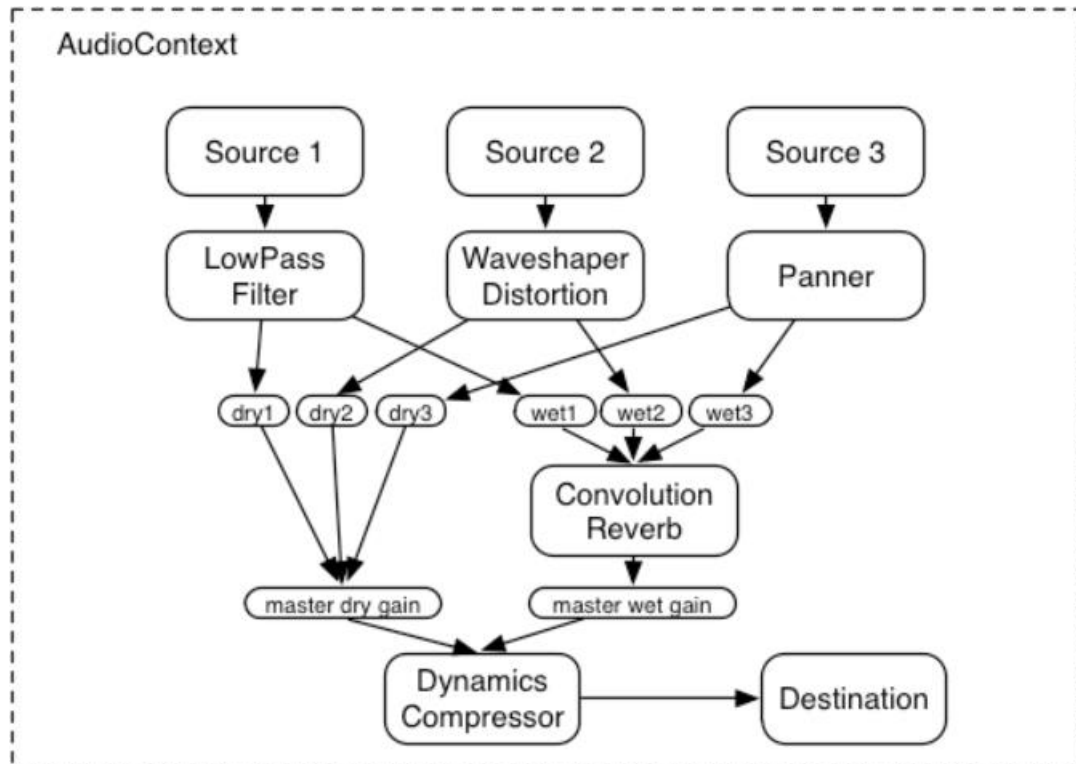 AudioContext
Source 1
Source 2
Source 3
LowPass
Filter
Waveshaper
Distortion
Panner
dry1
dry2
dry3
wet1
wet2
wet3
Convolution
Reverb
master dry gain
master wet gain
Dynamics
Compressor
Destination